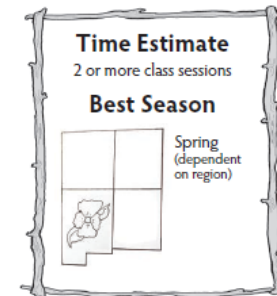 Time Estimate
2 or more class sessions
Best Season
Spring
(dependent
on region)